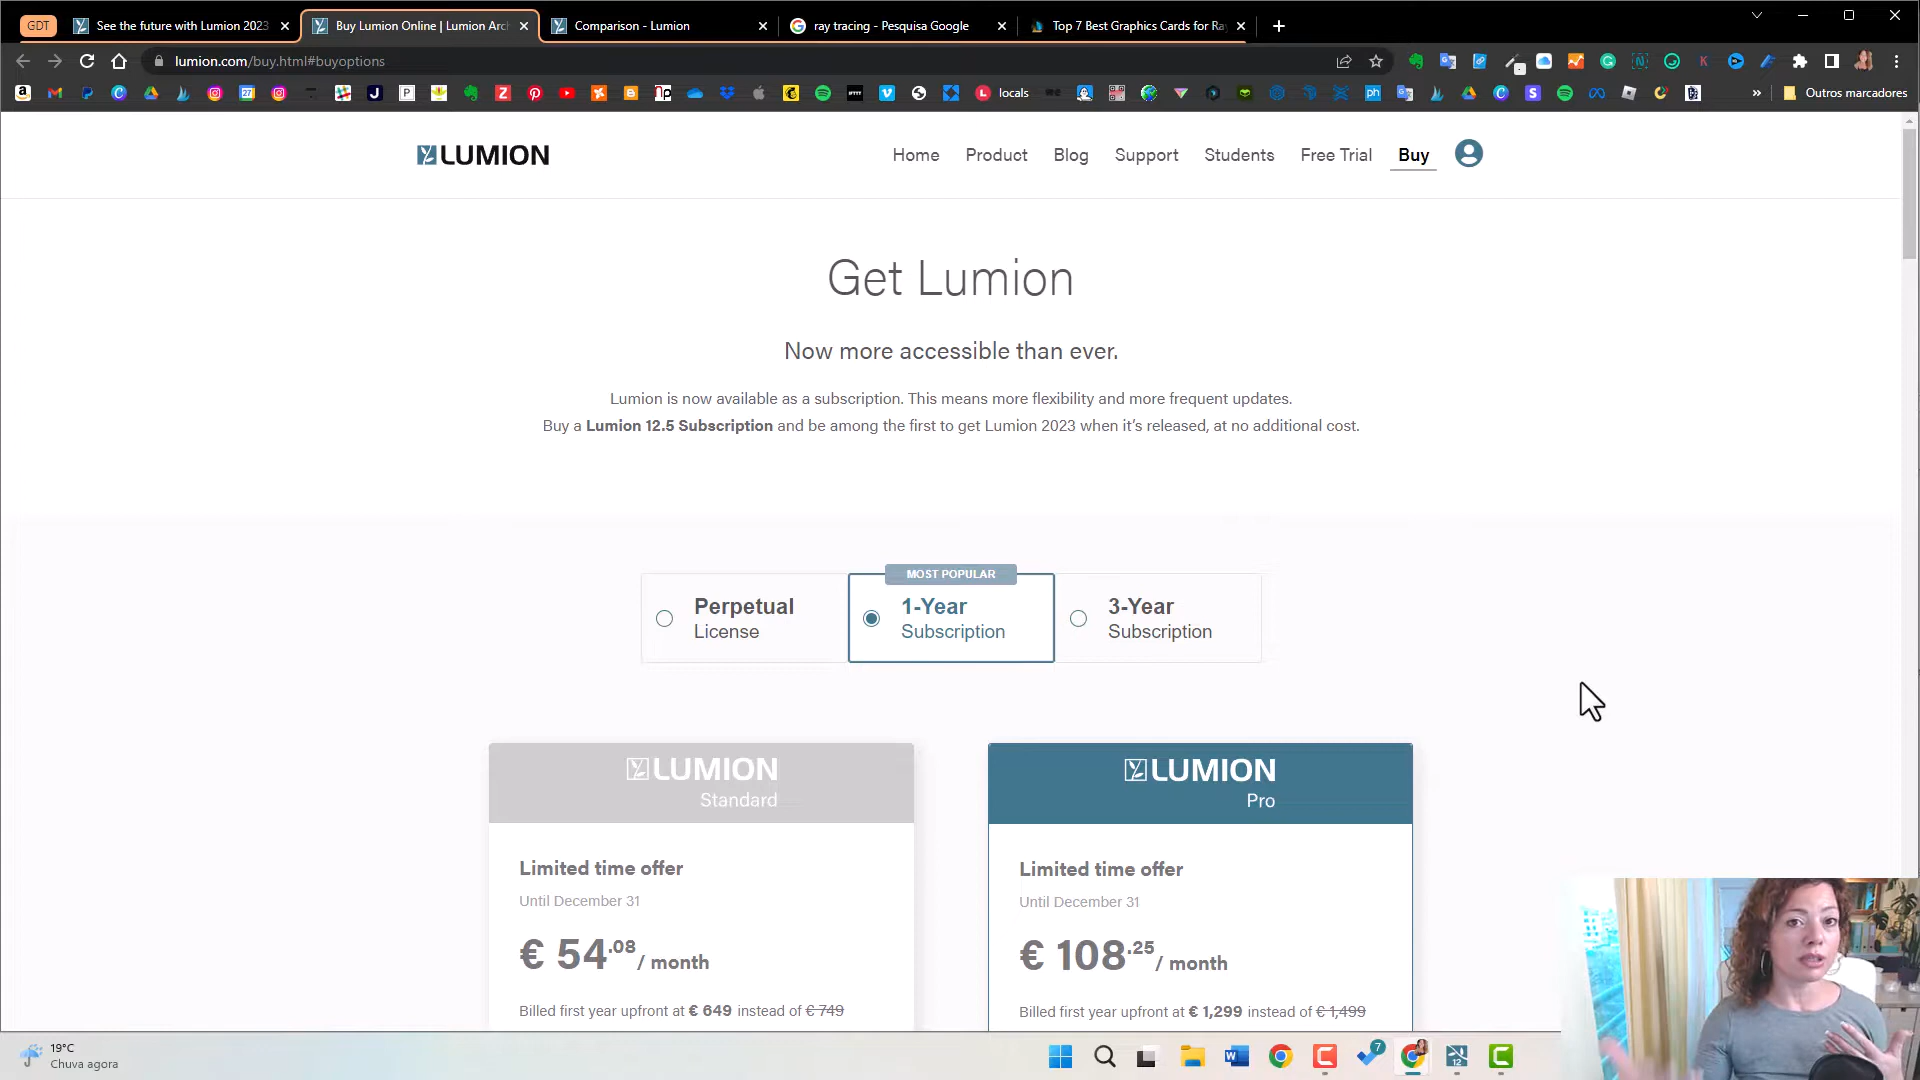 GDT
See the future with Lumion 2023
Buy Lumion Online | Lumion Arc
Comparison - Lumion
ray tracing - Pesquisa Google
Top 7 Best Graphics Cards for Ra
lumion.com/buy.html#buyoptions
locals
Outros marcadores
LUMION
Home
Product
Blog
Support
Students
Free Trial
Buy
Get Lumion
Now more accessible than ever.
Lumion is now available as a subscription. This means more flexibility and more frequent updates.
Buy a Lumion 12.5 Subscription and be among the first to get Lumion 2023 when it's released, at no additional cost.
MOST POPULAR
Perpetual
License
1-Year
Subscription
3-Year
Subscription
LUMION
Standard
Limited time offer
Until December 31
€ 54.08/ month
Billed first year upfront at € 649 instead of € 749
LUMION
Pro
Limited time offer
Until December 31
€ 108.25/ month
Billed first year upfront at € 1,299 instead of € 1,499
19°C
Chuva agora
7
12